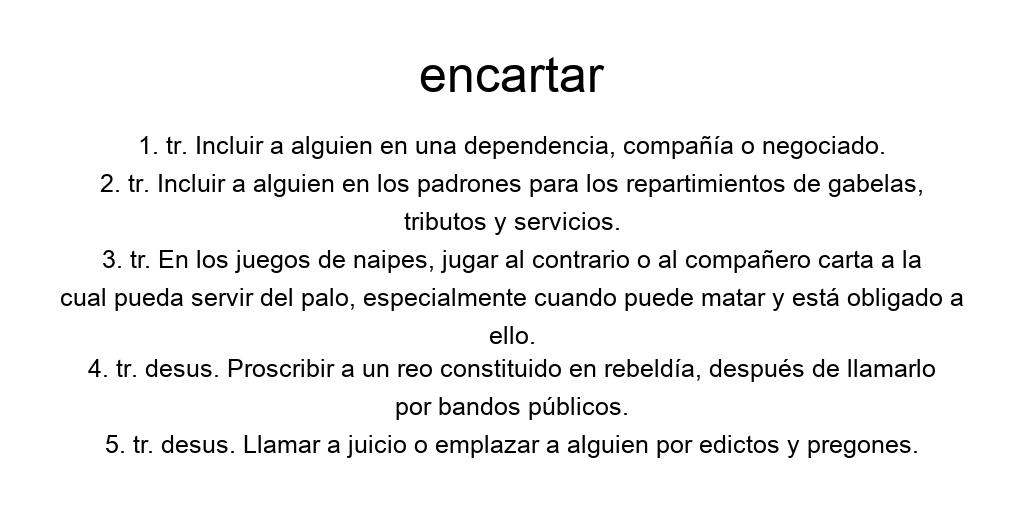 encartar
1. tr. Incluir a alguien en una dependencia, compañía o negociado.
2. tr. Incluir a alguien en los padrones para los repartimientos de gabelas,
tributos y servicios.
3. tr. En los juegos de naipes, jugar al contrario o al compañero carta a la
cual pueda servir del palo, especialmente cuando puede matar y está obligado a
ello.
4. tr. desus. Proscribir a un reo constituido en rebeldía, después de llamarlo
por bandos públicos.
5. tr. desus. Llamar a juicio o emplazar a alguien por edictos y pregones.